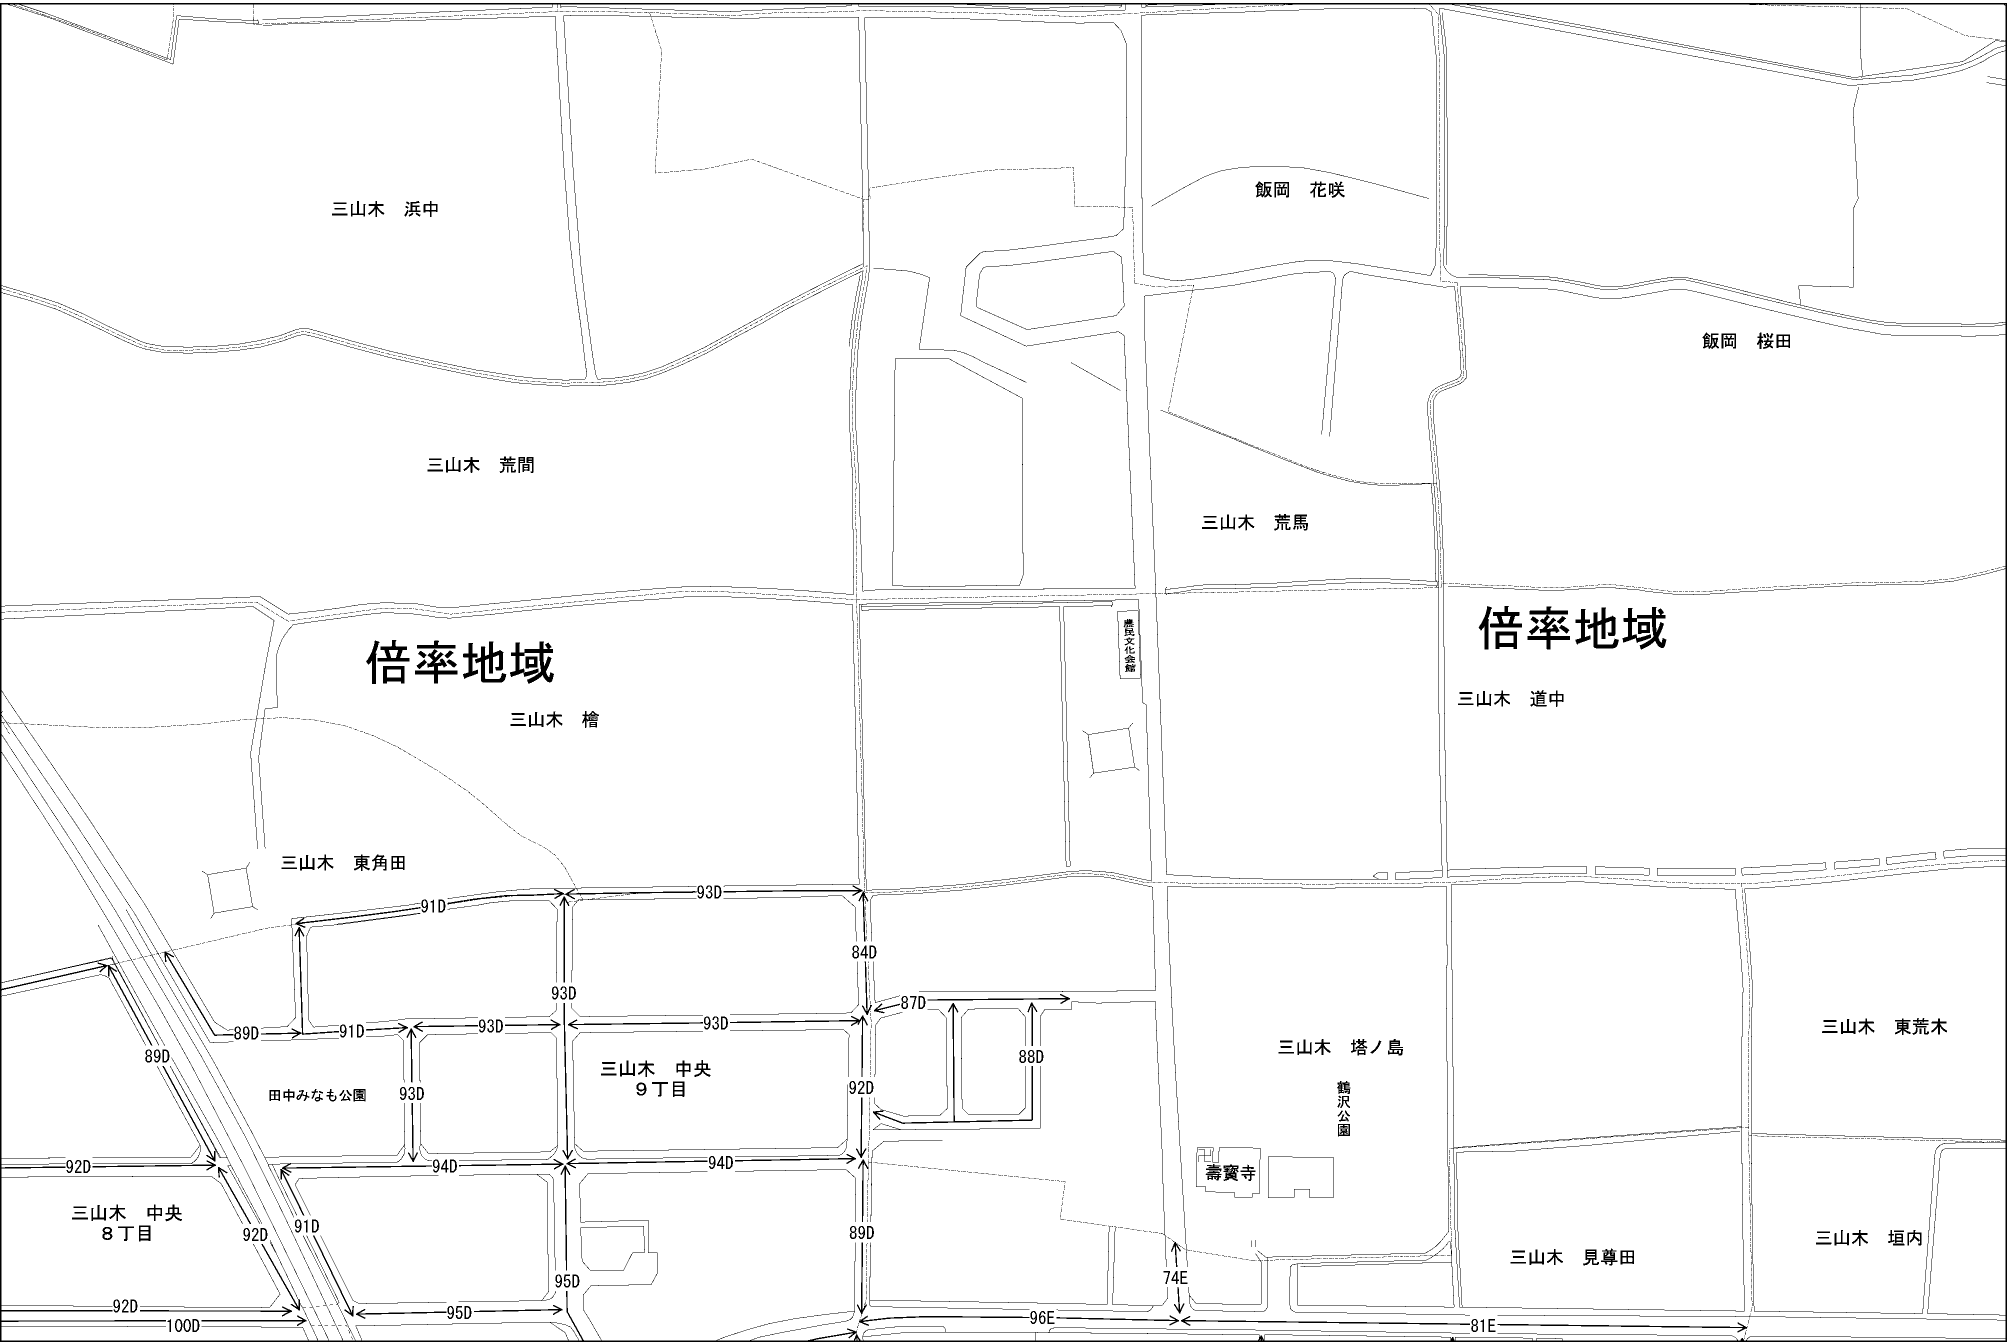 三山木　浜中
飯岡　花咲
飯岡　桜田
三山木　荒間
三山木　荒馬
倍率地域
倍率地域
農民文化会館
三山木　檜
三山木　道中
三山木　東角田
91D
93D
84D
93D
87D
89D
91D
93D
93D
89D
88D
三山木　中央
９丁目
田中みなも公園
93D
92D
三山木　塔ノ島
鶴沢公園
三山木　東荒木
92D
94D
94D
壽寳寺
三山木　中央
８丁目
92D
91D
89D
三山木　見尊田
三山木　垣内
95D
74E
92D
95D
100D
96E
81E